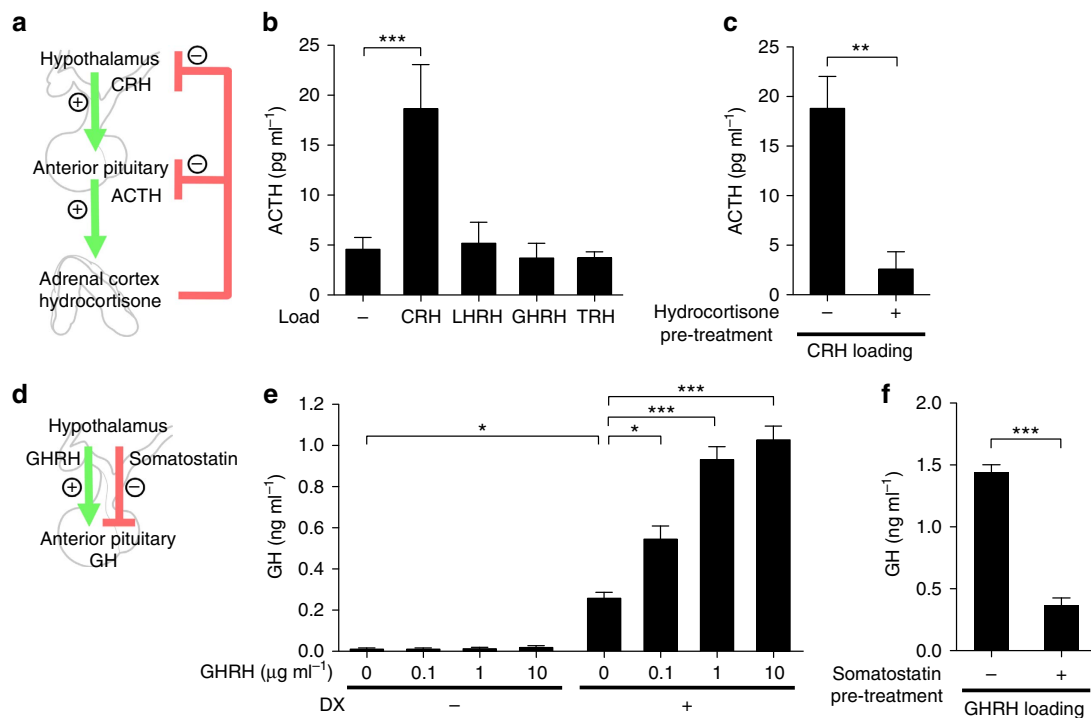 a
Hypothalamus
−
CRH
+
Anterior pituitary
−
ACTH
+
Adrenal cortex
hydrocortisone
b
***
25
20
15
10
5
0
ACTH (pg ml⁻¹)
Load
− CRH LHRH GHRH TRH
c
**
25
20
15
10
5
0
ACTH (pg ml⁻¹)
Hydrocortisone
pre-treatment
− +
CRH loading
d
Hypothalamus
GHRH Somatostatin
+ −
Anterior pituitary
GH
e
***
***
* *
1.2
1.0
0.8
0.6
0.4
0.2
0.0
GH (ng ml⁻¹)
GHRH (μg ml⁻¹) 0 0.1 1 10 0 0.1 1 10
DX − +
f
***
2.0
1.5
1.0
0.5
0.0
GH (ng ml⁻¹)
Somatostatin
pre-treatment
− +
GHRH loading